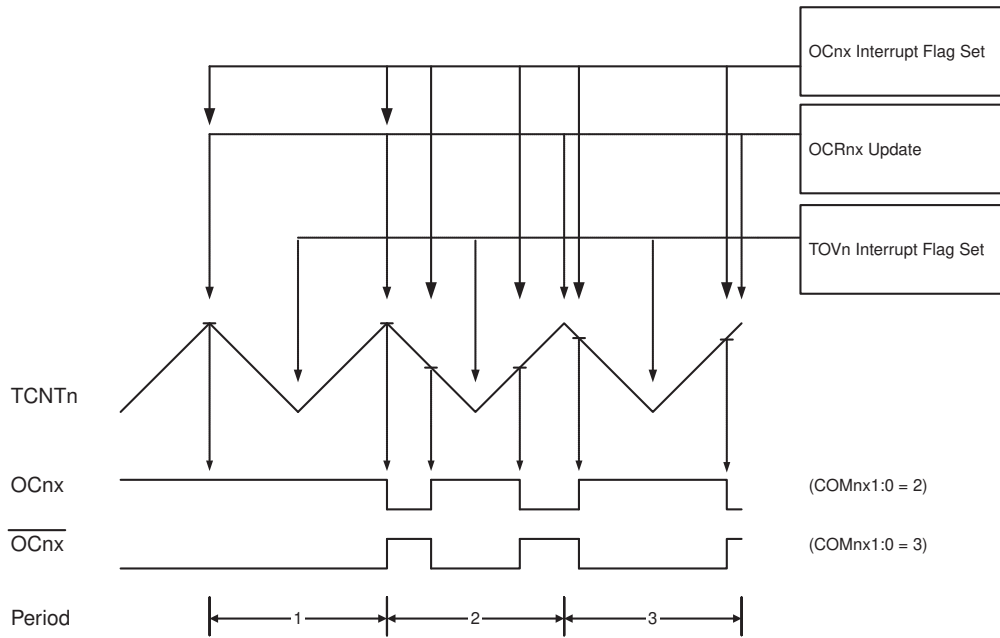 OCnx Interrupt Flag Set
OCRnx Update
TOVn Interrupt Flag Set
TCNTn
OCnx (COMnx1:0 = 2)
OCnx (COMnx1:0 = 3)
Period 1 2 3